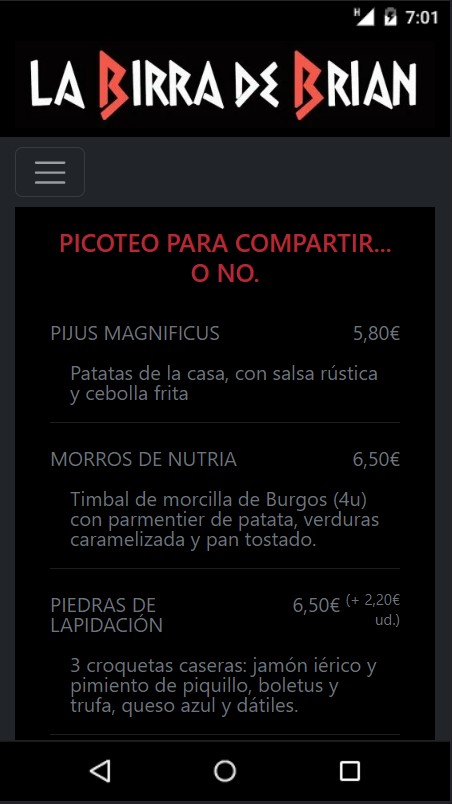 H 7:01
LA BIRRA DE BRIAN
PICOTEO PARA COMPARTIR...
O NO.
PIJUS MAGNIFICUS 5,80€
Patatas de la casa, con salsa rústica
y cebolla frita
MORROS DE NUTRIA 6,50€
Timbal de morcilla de Burgos (4u)
con parmentier de patata, verduras
caramelizada y pan tostado.
PIEDRAS DE 6,50€ (+ 2,20€
LAPIDACIÓN ud.)
3 croquetas caseras: jamón iérico y
pimiento de piquillo, boletus y
trufa, queso azul y dátiles.